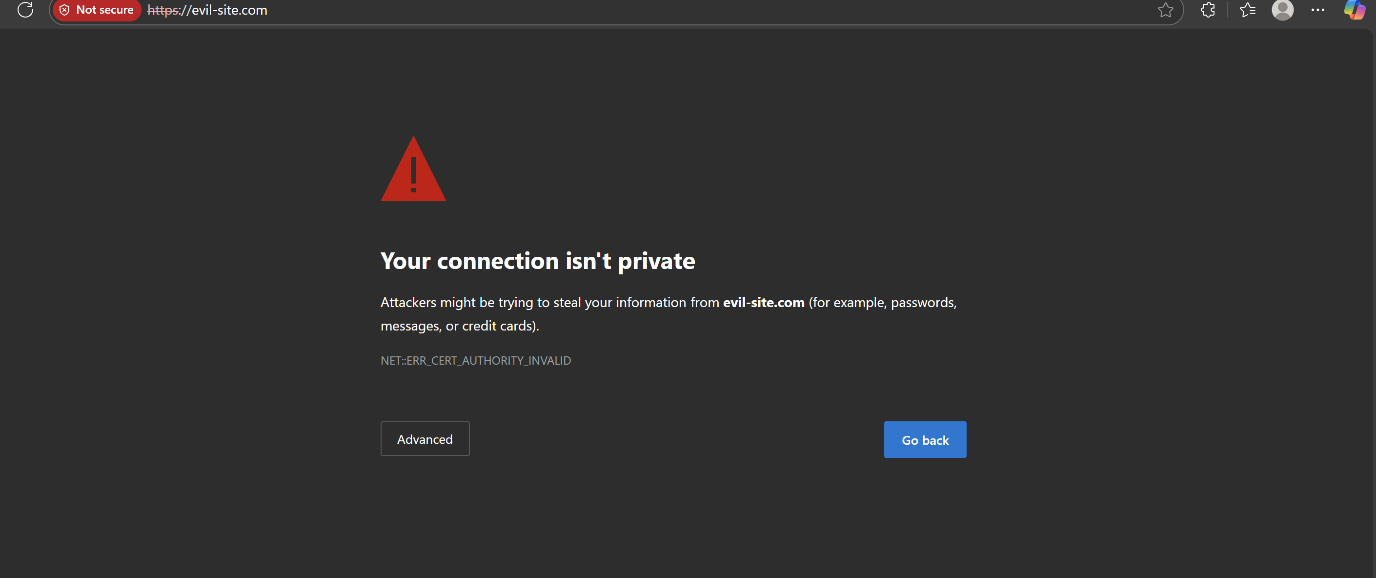 Not secure https://evil-site.com
!
Your connection isn't private
Attackers might be trying to steal your information from evil-site.com (for example, passwords,
messages, or credit cards).
NET::ERR_CERT_AUTHORITY_INVALID
Advanced Go back